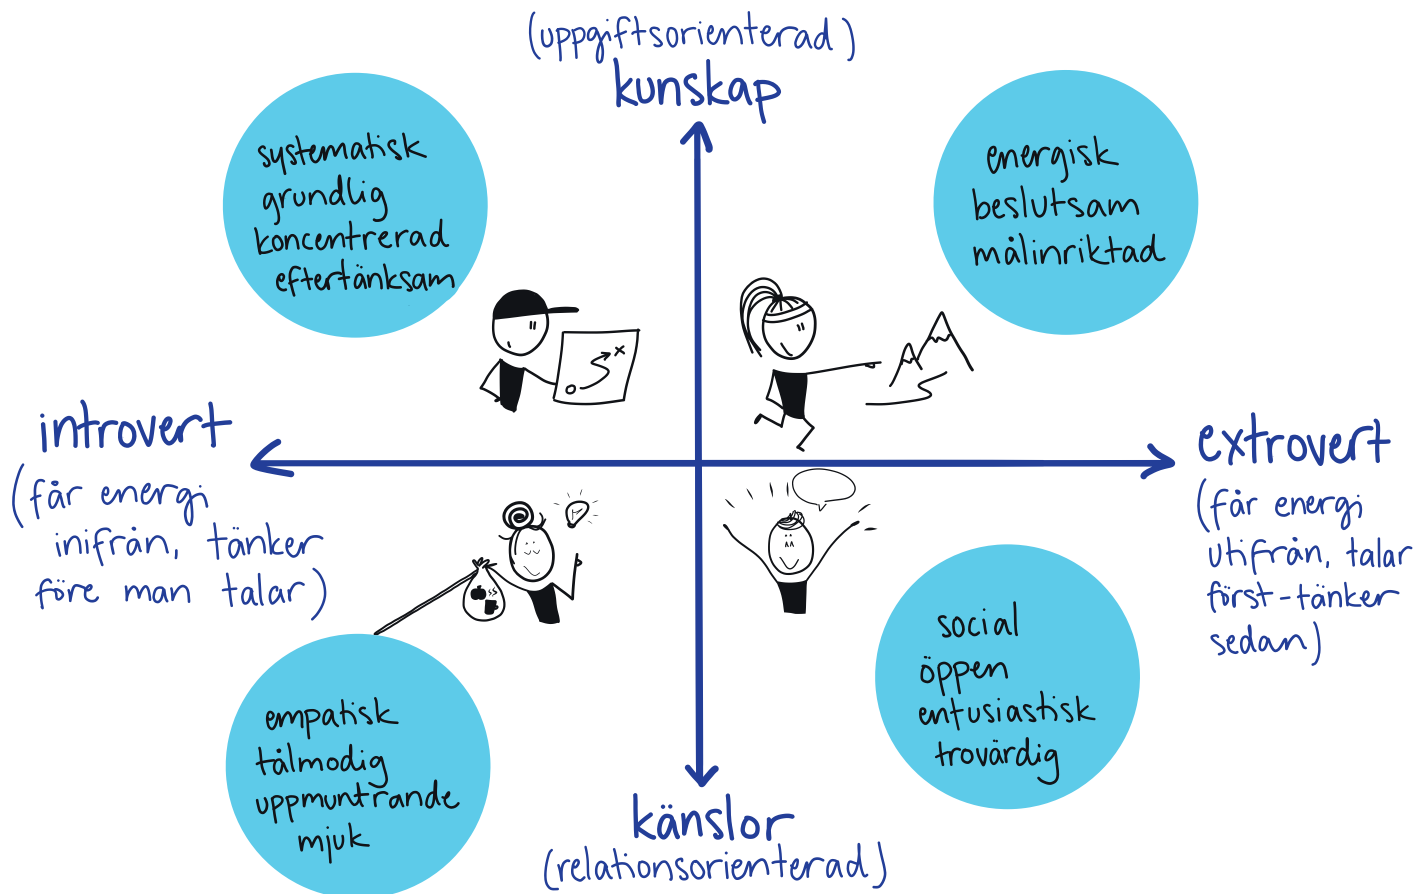 (uppgiftsorienterad)
kunskap
systematisk
grundlig
koncentrerad
eftertänksam
energisk
beslutsam
målinriktad
introvert
(får energi
inifrån, tänker
före man talar)
extrovert
(får energi
utifrån, talar
först-tänker
sedan)
empatisk
tålmodig
uppmuntrande
mjuk
social
öppen
entusiastisk
trovärdig
känslor
(relationsorienterad)